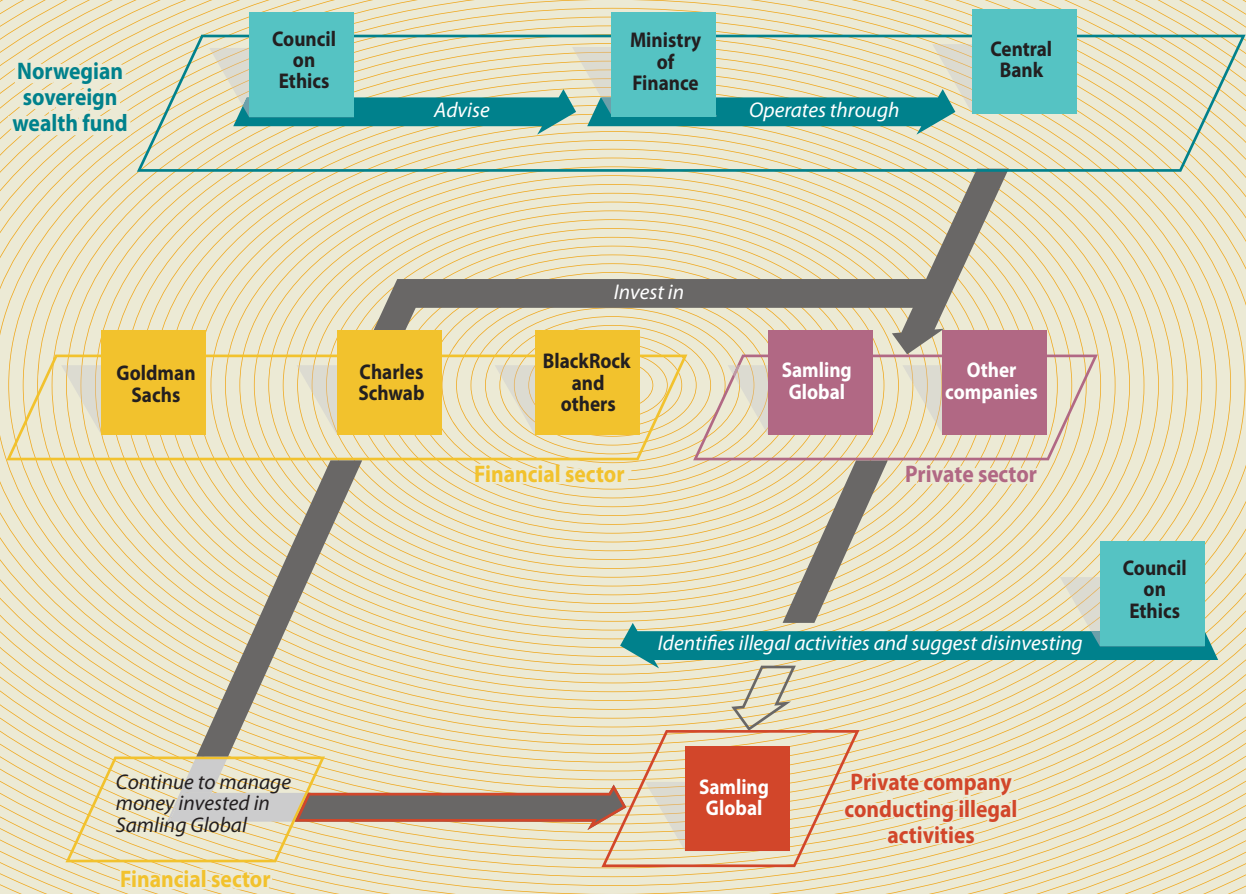 Norwegian
sovereign
wealth fund
Council
on
Ethics
Advise
Ministry
of
Finance
Operates through
Central
Bank
Invest in
Goldman
Sachs
Charles
Schwab
BlackRock
and
others
Financial sector
Samling
Global
Other
companies
Private sector
Council
on
Ethics
Identifies illegal activities and suggest disinvesting
Continue to manage
money invested in
Samling Global
Financial sector
Samling
Global
Private company
conducting illegal
activities